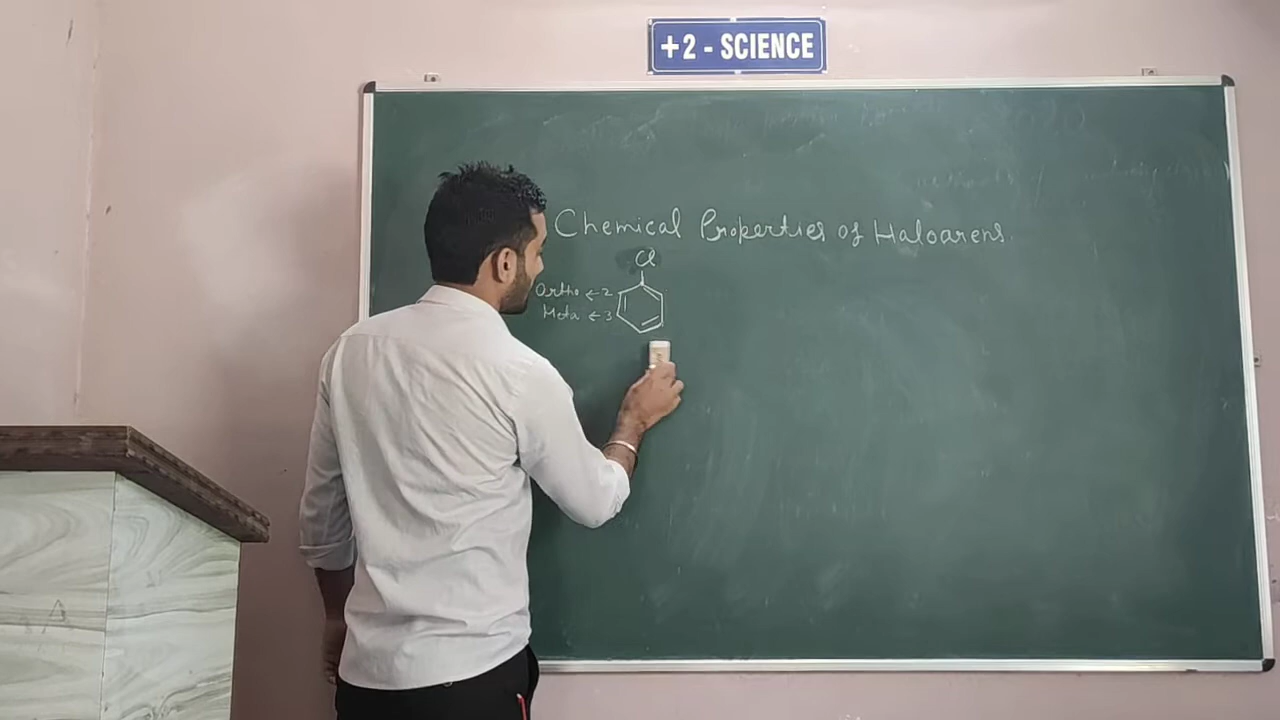 +2 - SCIENCE
Chemical Properties of Haloarens
Cl
Ortho ← 2
Meta ← 3
A